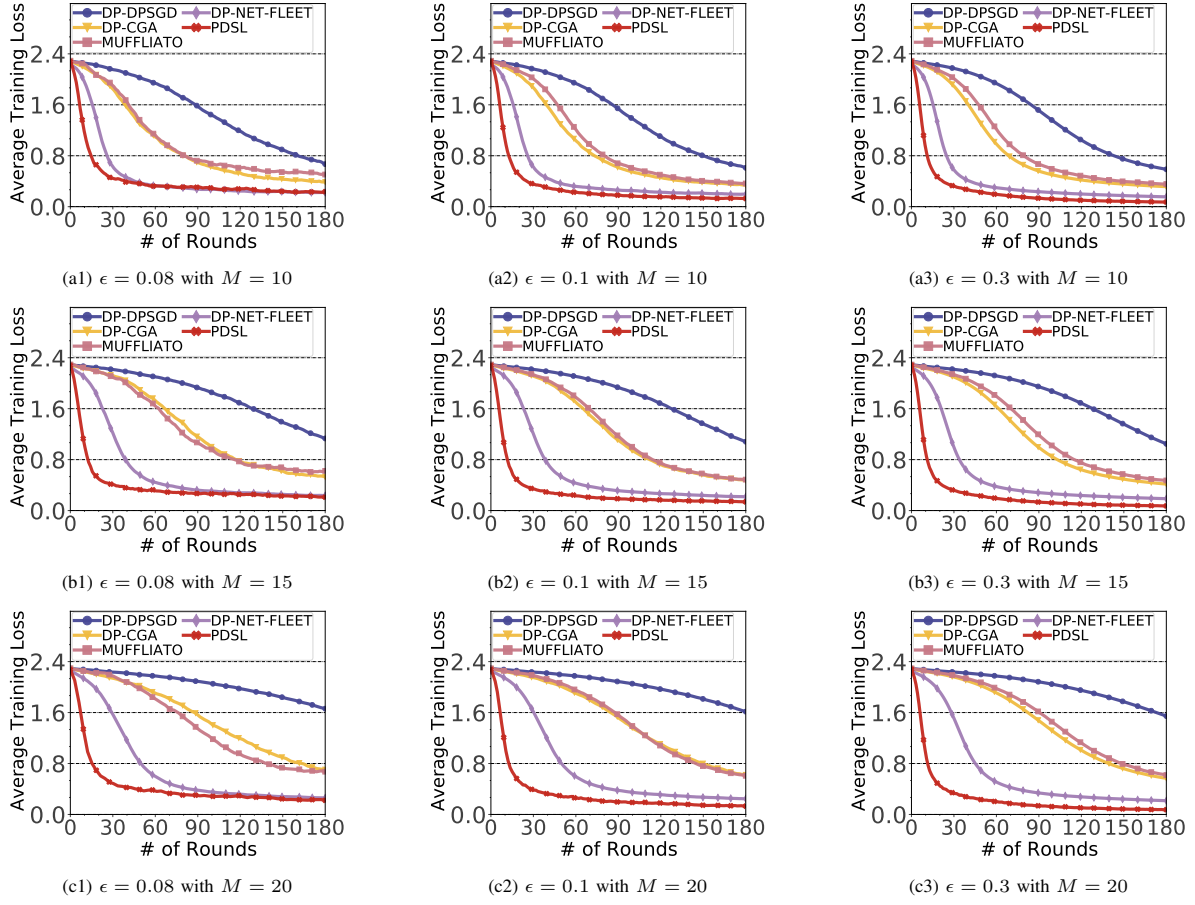 DP-DPSGD DP-NET-FLEET
DP-CGA PDSL
MUFFLIATO
Average Training Loss
2.4
1.6
0.8
0.0
0 30 60 90 120 150 180
# of Rounds
(a1) ϵ = 0.08 with M = 10
DP-DPSGD DP-NET-FLEET
DP-CGA PDSL
MUFFLIATO
Average Training Loss
2.4
1.6
0.8
0.0
0 30 60 90 120 150 180
# of Rounds
(a2) ϵ = 0.1 with M = 10
DP-DPSGD DP-NET-FLEET
DP-CGA PDSL
MUFFLIATO
Average Training Loss
2.4
1.6
0.8
0.0
0 30 60 90 120 150 180
# of Rounds
(a3) ϵ = 0.3 with M = 10
DP-DPSGD DP-NET-FLEET
DP-CGA PDSL
MUFFLIATO
Average Training Loss
2.4
1.6
0.8
0.0
0 30 60 90 120 150 180
# of Rounds
(b1) ϵ = 0.08 with M = 15
DP-DPSGD DP-NET-FLEET
DP-CGA PDSL
MUFFLIATO
Average Training Loss
2.4
1.6
0.8
0.0
0 30 60 90 120 150 180
# of Rounds
(b2) ϵ = 0.1 with M = 15
DP-DPSGD DP-NET-FLEET
DP-CGA PDSL
MUFFLIATO
Average Training Loss
2.4
1.6
0.8
0.0
0 30 60 90 120 150 180
# of Rounds
(b3) ϵ = 0.3 with M = 15
DP-DPSGD DP-NET-FLEET
DP-CGA PDSL
MUFFLIATO
Average Training Loss
2.4
1.6
0.8
0.0
0 30 60 90 120 150 180
# of Rounds
(c1) ϵ = 0.08 with M = 20
DP-DPSGD DP-NET-FLEET
DP-CGA PDSL
MUFFLIATO
Average Training Loss
2.4
1.6
0.8
0.0
0 30 60 90 120 150 180
# of Rounds
(c2) ϵ = 0.1 with M = 20
DP-DPSGD DP-NET-FLEET
DP-CGA PDSL
MUFFLIATO
Average Training Loss
2.4
1.6
0.8
0.0
0 30 60 90 120 150 180
# of Rounds
(c3) ϵ = 0.3 with M = 20